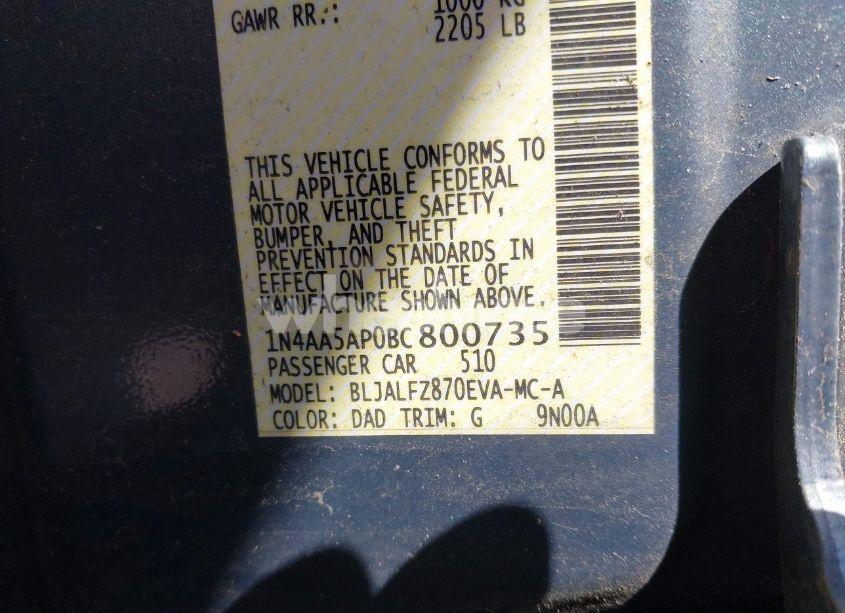 1000 KG
GAWR RR.:
2205 LB
THIS VEHICLE CONFORMS TO
ALL APPLICABLE FEDERAL
MOTOR VEHICLE SAFETY,
BUMPER, AND THEFT
PREVENTION STANDARDS IN
EFFECT ON THE DATE OF
MANUFACTURE SHOWN ABOVE.
1N4AA5AP0BC800735
PASSENGER CAR 510
MODEL: BLJALFZ870EVA-MC-A
COLOR: DAD TRIM: G 9N00A